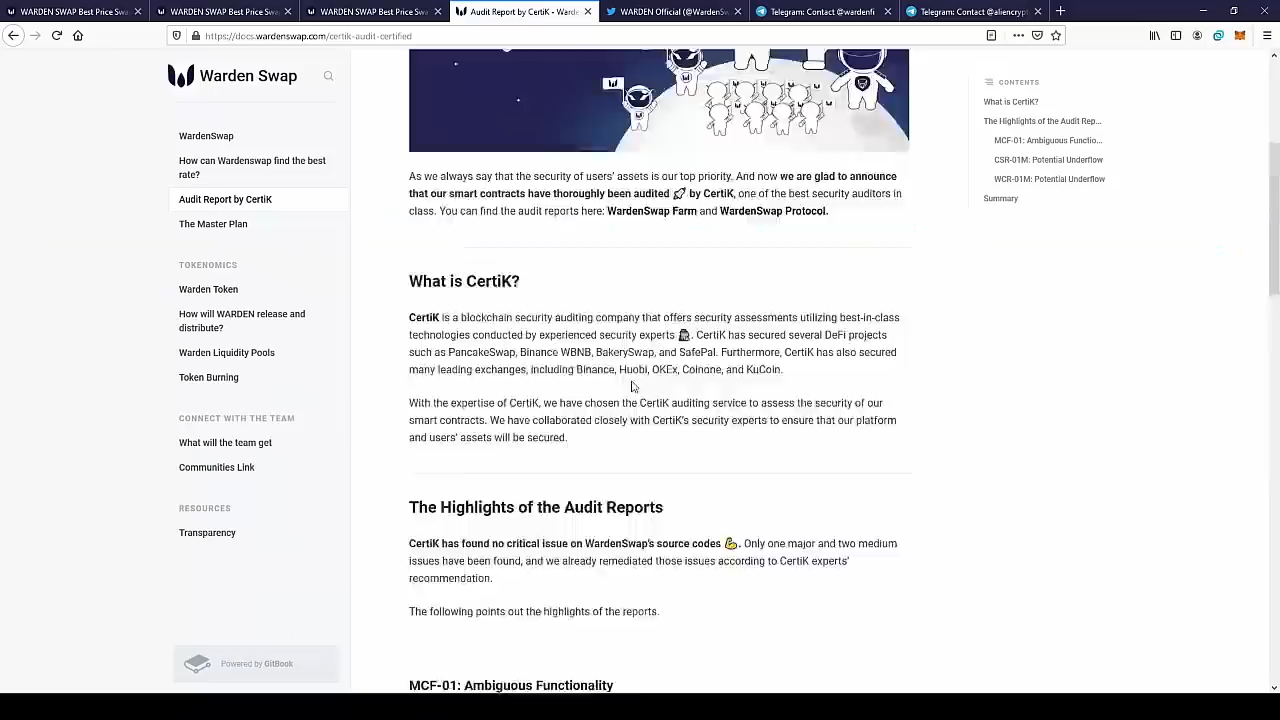 WARDEN SWAP Best Price Swa
WARDEN SWAP Best Price Swa
WARDEN SWAP Best Price Swa
Audit Report by CertiK - Warde
WARDEN Official (@WardenSw
Telegram: Contact @wardenfi
Telegram: Contact @aliencrypt
https://docs.wardenswap.com/certik-audit-certified
Warden Swap
WardenSwap
How can Wardenswap find the best
rate?
Audit Report by CertiK
The Master Plan
TOKENOMICS
Warden Token
How will WARDEN release and
distribute?
Warden Liquidity Pools
Token Burning
CONNECT WITH THE TEAM
What will the team get
Communities Link
RESOURCES
Transparency
Powered by GitBook
As we always say that the security of users' assets is our top priority. And now we are glad to announce
that our smart contracts have thoroughly been audited 🚀 by CertiK, one of the best security auditors in
class. You can find the audit reports here: WardenSwap Farm and WardenSwap Protocol.
What is CertiK?
CertiK is a blockchain security auditing company that offers security assessments utilizing best-in-class
technologies conducted by experienced security experts. CertiK has secured several DeFi projects
such as PancakeSwap, Binance WBNB, BakerySwap, and SafePal. Furthermore, CertiK has also secured
many leading exchanges, including Binance, Huobi, OKEx, Coinone, and KuCoin.
With the expertise of CertiK, we have chosen the CertiK auditing service to assess the security of our
smart contracts. We have collaborated closely with CertiK's security experts to ensure that our platform
and users' assets will be secured.
The Highlights of the Audit Reports
CertiK has found no critical issue on WardenSwap's source codes 💪. Only one major and two medium
issues have been found, and we already remediated those issues according to CertiK experts'
recommendation.
The following points out the highlights of the reports.
MCF-01: Ambiguous Functionality
CONTENTS
What is CertiK?
The Highlights of the Audit Rep...
MCF-01: Ambiguous Functio...
CSR-01M: Potential Underflow
WCR-01M: Potential Underflow
Summary